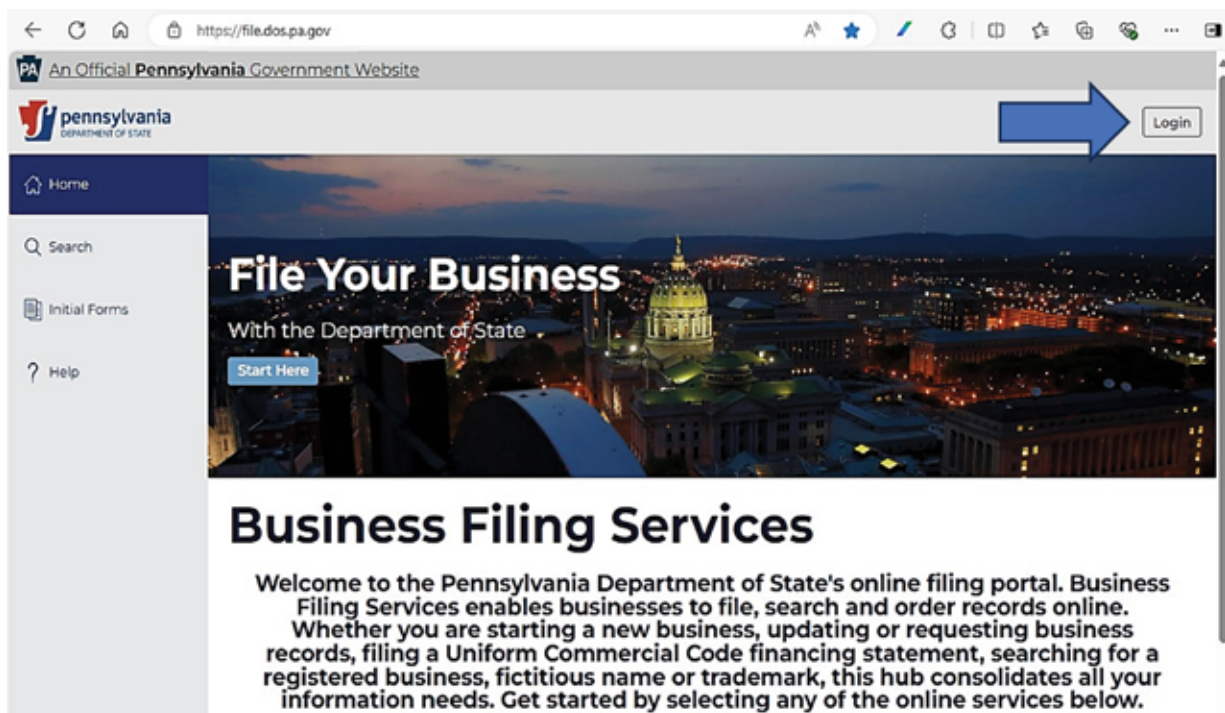 https://file.dos.pa.gov
PA An Official Pennsylvania Government Website
pennsylvania
DEPARTMENT OF STATE
Login
Home
Search
Initial Forms
? Help
File Your Business
With the Department of State
Start Here
Business Filing Services
Welcome to the Pennsylvania Department of State's online filing portal. Business
Filing Services enables businesses to file, search and order records online.
Whether you are starting a new business, updating or requesting business
records, filing a Uniform Commercial Code financing statement, searching for a
registered business, fictitious name or trademark, this hub consolidates all your
information needs. Get started by selecting any of the online services below.